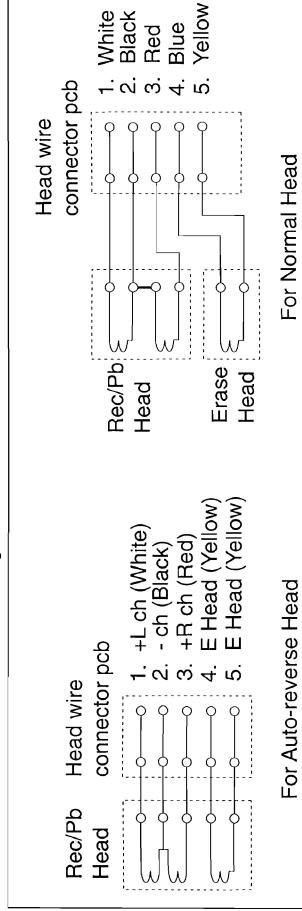 Rec/Pb
Head
Head wire
connector pcb
1. +L ch (White)
2. - ch (Black)
3. +R ch (Red)
4. E Head (Yellow)
5. E Head (Yellow)
For Auto-reverse Head
Rec/Pb
Head
Erase
Head
Head wire
connector pcb
1. White
2. Black
3. Red
4. Blue
5. Yellow
For Normal Head